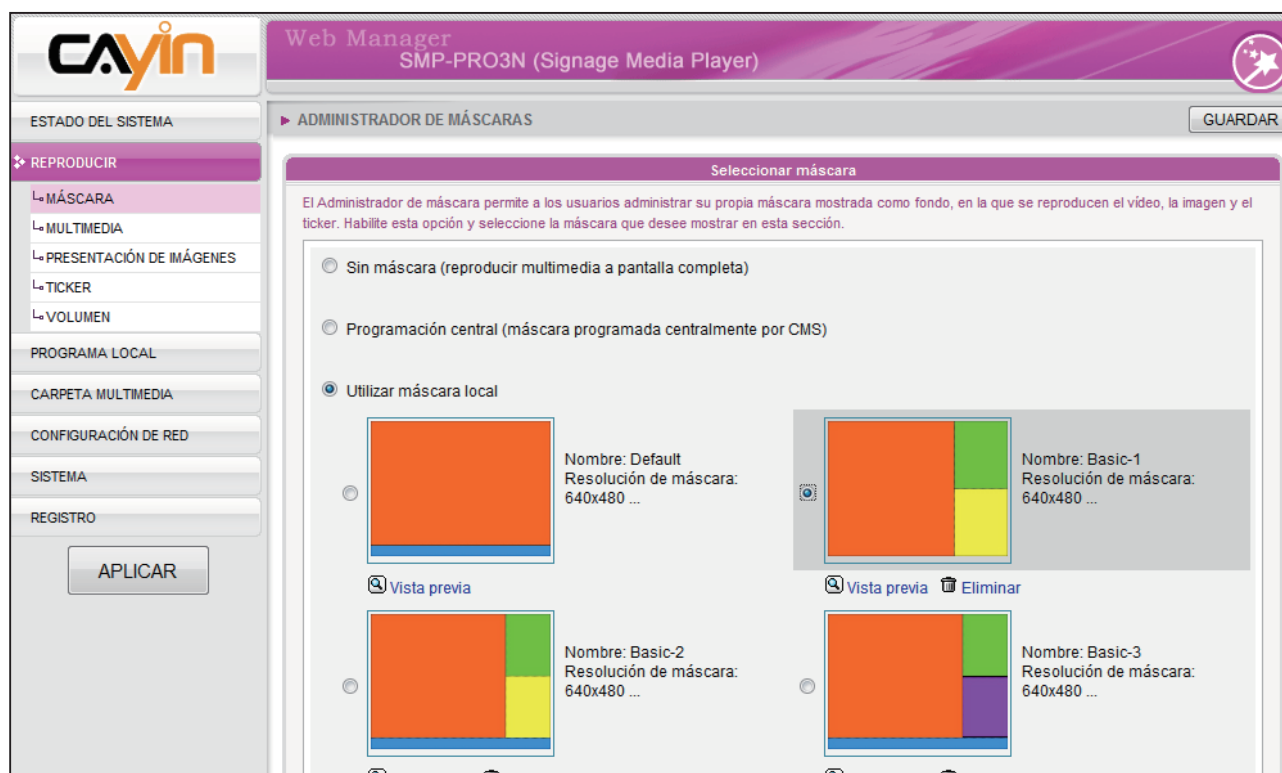 CAYIN
Web Manager
SMP-PRO3N (Signage Media Player)
ESTADO DEL SISTEMA
REPRODUCIR
MÁSCARA
MULTIMEDIA
PRESENTACIÓN DE IMÁGENES
TICKER
VOLUMEN
PROGRAMA LOCAL
CARPETA MULTIMEDIA
CONFIGURACIÓN DE RED
SISTEMA
REGISTRO
APLICAR
ADMINISTRADOR DE MÁSCARAS
GUARDAR
Seleccionar máscara
El Administrador de máscara permite a los usuarios administrar su propia máscara mostrada como fondo, en la que se reproducen el vídeo, la imagen y el
ticker. Habilite esta opción y seleccione la máscara que desee mostrar en esta sección.
Sin máscara (reproducir multimedia a pantalla completa)
Programación central (máscara programada centralmente por CMS)
Utilizar máscara local
Nombre: Default
Resolución de máscara:
640x480 ...
Vista previa
Nombre: Basic-1
Resolución de máscara:
640x480 ...
Vista previa Eliminar
Nombre: Basic-2
Resolución de máscara:
640x480 ...
Nombre: Basic-3
Resolución de máscara:
640x480 ...